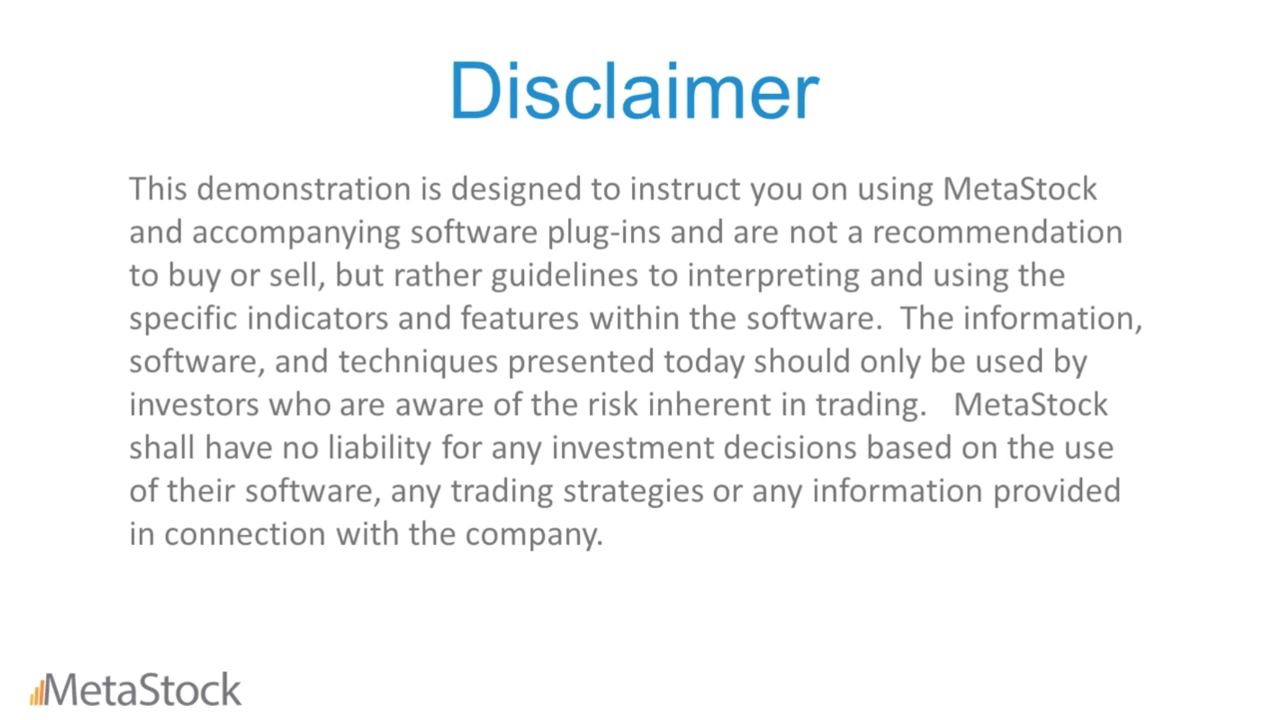 Disclaimer
This demonstration is designed to instruct you on using MetaStock
and accompanying software plug-ins and are not a recommendation
to buy or sell, but rather guidelines to interpreting and using the
specific indicators and features within the software.  The information,
software, and techniques presented today should only be used by
investors who are aware of the risk inherent in trading.   MetaStock
shall have no liability for any investment decisions based on the use
of their software, any trading strategies or any information provided
in connection with the company.
MetaStock